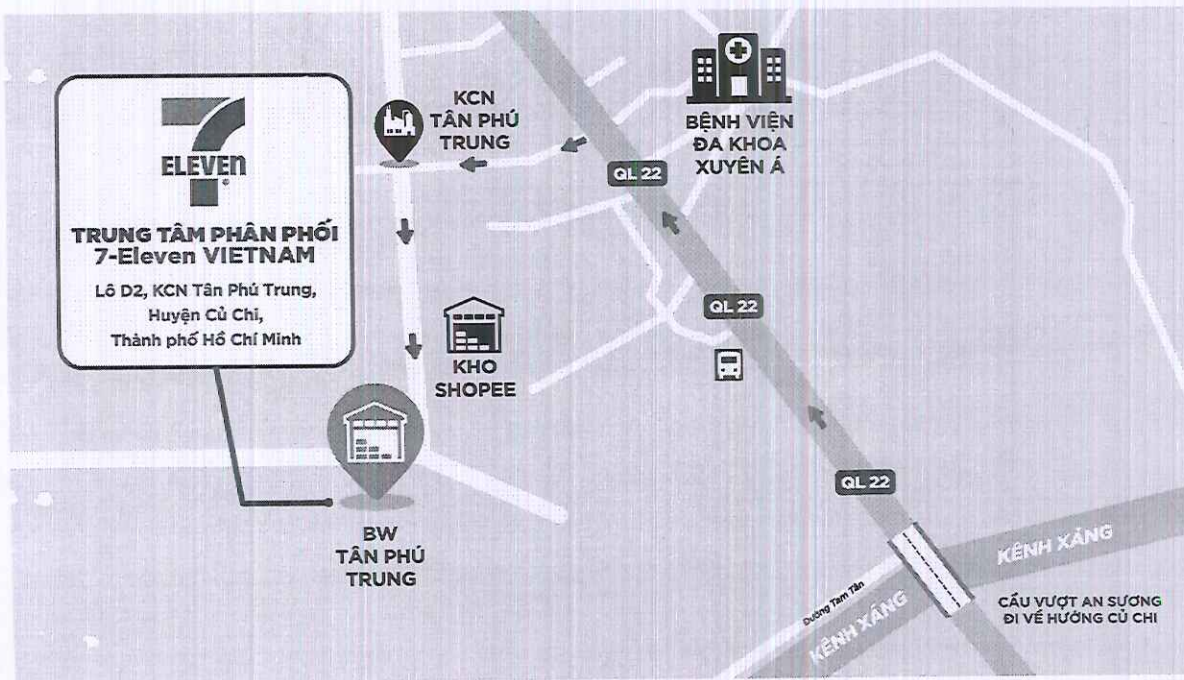 7
ELEVEn
®
TRUNG TÂM PHÂN PHỐI
7-Eleven VIETNAM
Lô D2, KCN Tân Phú Trung,
Huyện Củ Chi,
Thành phố Hồ Chí Minh
KCN
TÂN PHÚ
TRUNG
BỆNH VIỆN
ĐA KHOA
XUYÊN Á
QL 22
QL 22
KHO
SHOPEE
QL 22
BW
TÂN PHÚ
TRUNG
KÊNH XÁNG
Đường Tam Tân
KÊNH XÁNG
CẦU VƯỢT AN SƯƠNG
ĐI VỀ HƯỚNG CỦ CHI